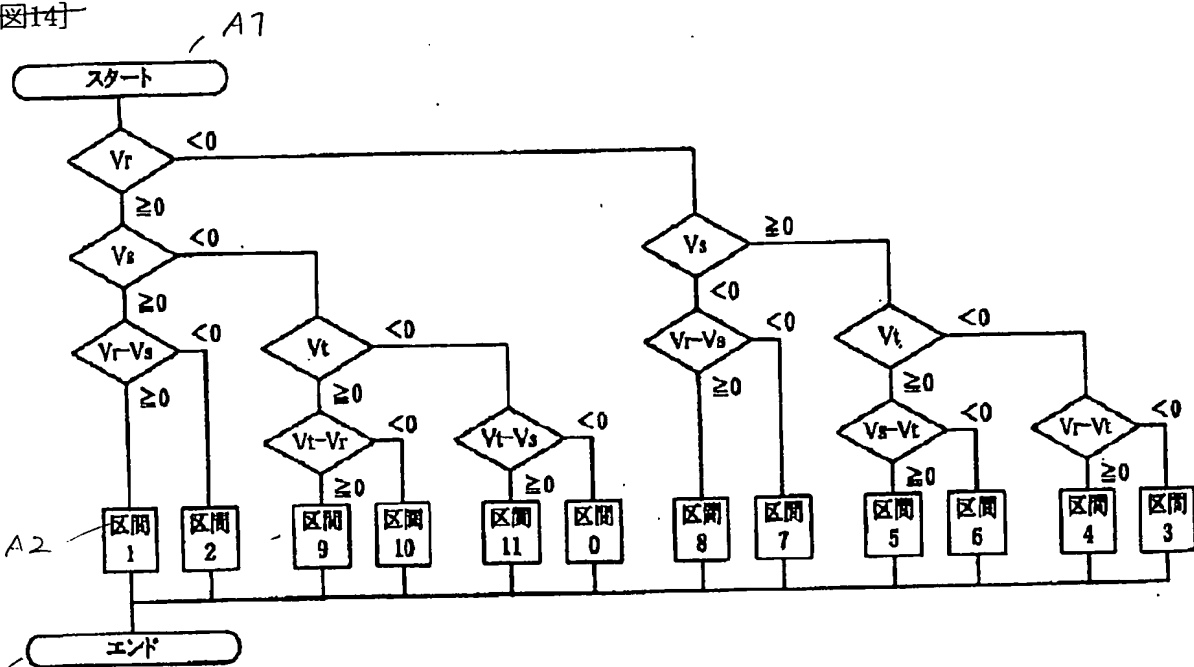 図14]
A7
スタート
Vr
<0
≧0
Vs
<0
Vs
≧0
≧0
<0
Vr-Vs
<0
Vt
<0
Vr-Vs
<0
Vt
<0
≧0
≧0
≧0
≧0
Vt-Vr
<0
Vt-Vs
<0
Vs-Vt
<0
Vr-Vt
<0
≧0
≧0
≧0
≧0
A2
区間 1
区間 2
区間 9
区間 10
区間 11
区間 0
区間 8
区間 7
区間 5
区間 6
区間 4
区間 3
エンド